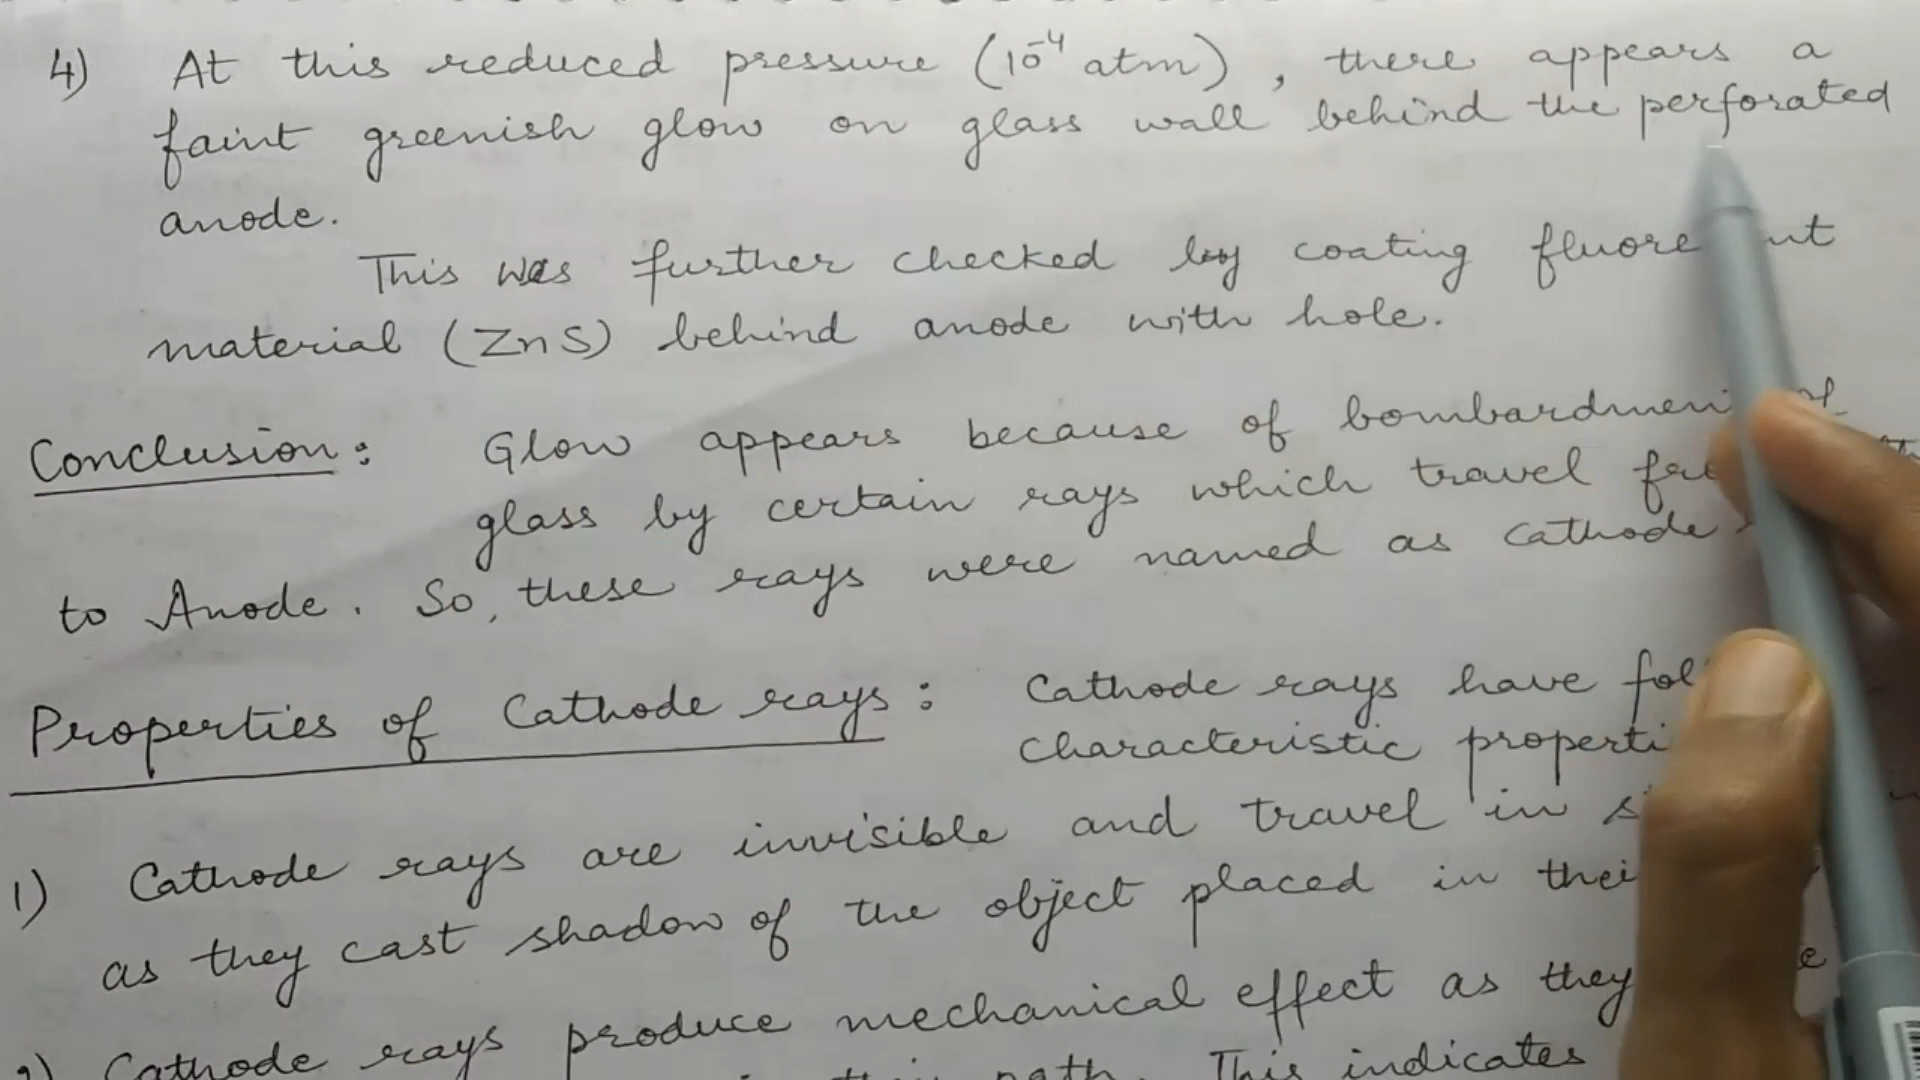 4) At this reduced pressure (10⁻⁴ atm), there appears a
faint greenish glow on glass wall behind the perforated
anode.
This was further checked by coating
material (ZnS) behind anode with hole.
Conclusion: Glow appears because of bombardment of
glass by certain rays which travel
to Anode. So, these rays were named as cathode
Properties of Cathode rays: Cathode rays have
characteristic
1) Cathode rays are invisible and travel in
as they cast shadow of the object placed in
Cathode rays produce mechanical effect as they
path. This indicates